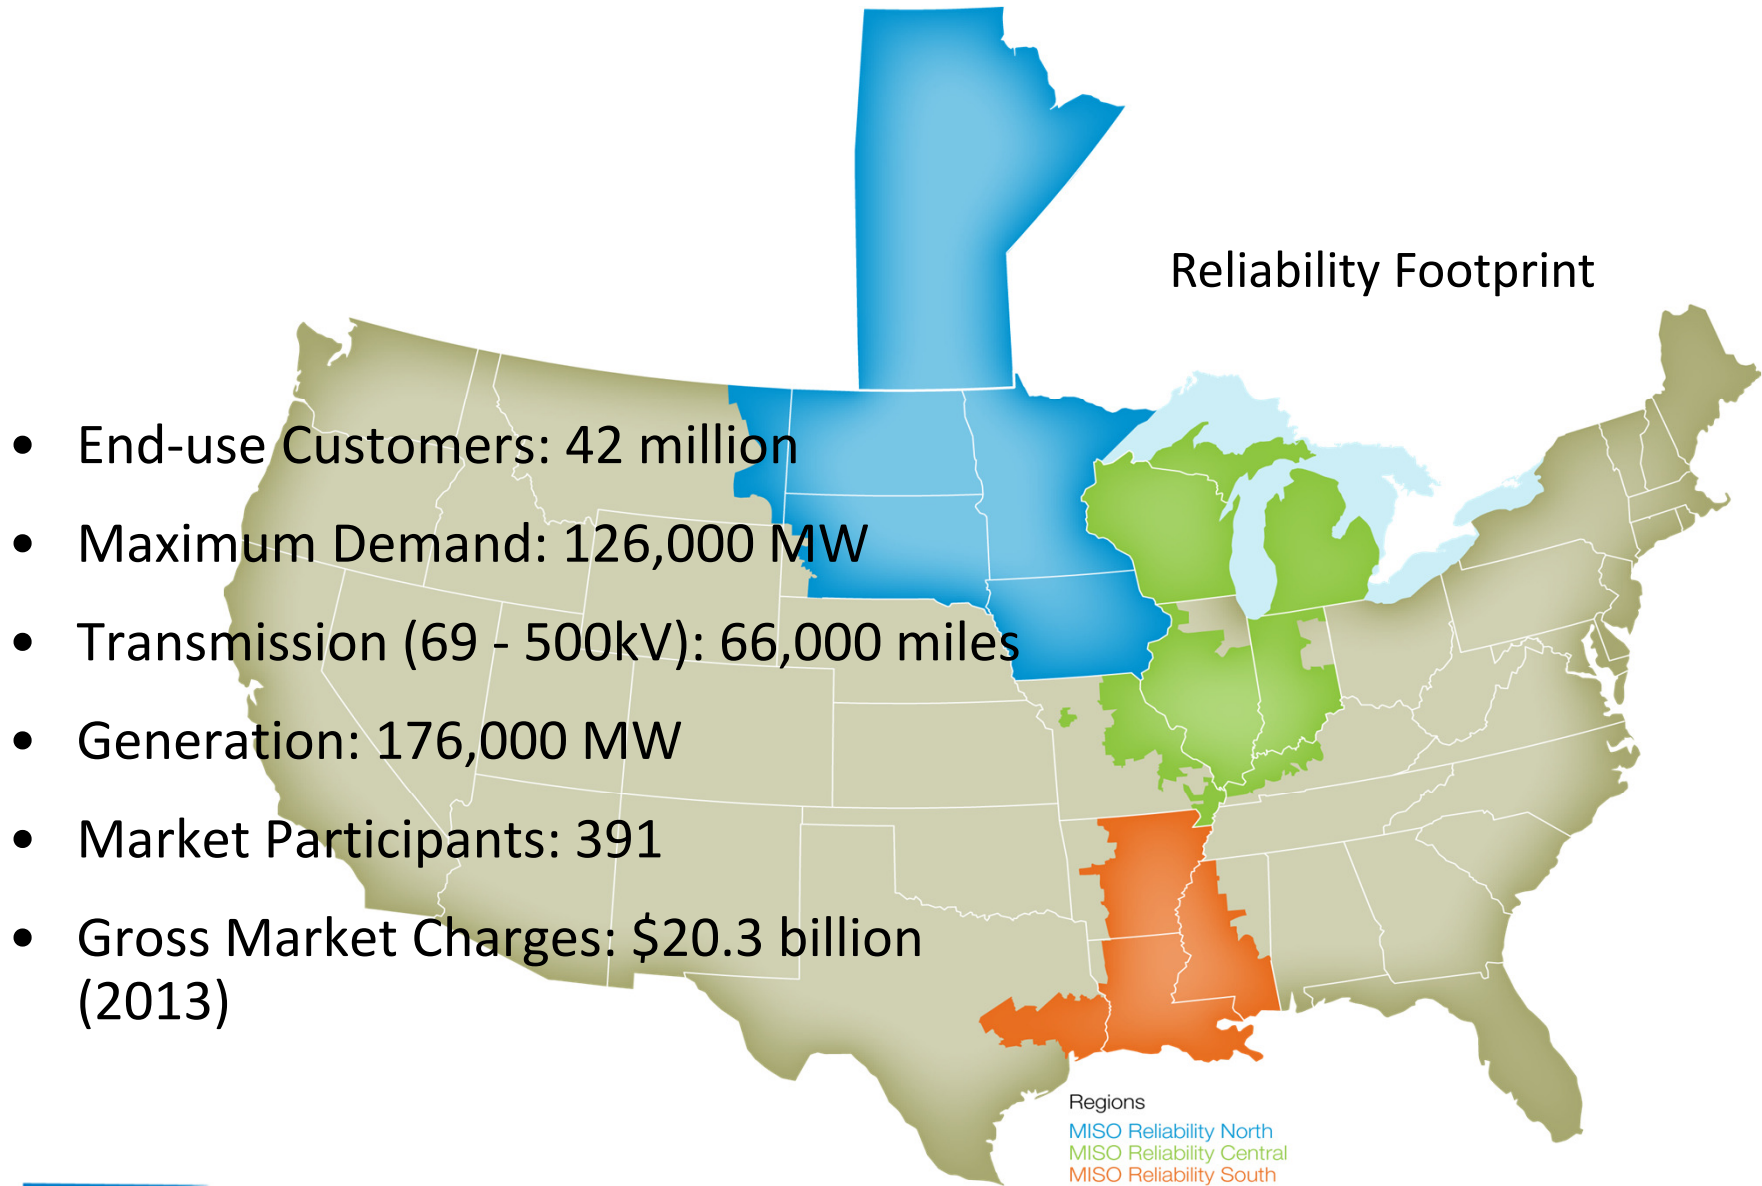 Reliability Footprint
• End-use Customers: 42 million
• Maximum Demand: 126,000 MW
• Transmission (69 - 500kV): 66,000 miles
• Generation: 176,000 MW
• Market Participants: 391
• Gross Market Charges: $20.3 billion
(2013)
Regions
MISO Reliability North
MISO Reliability Central
MISO Reliability South